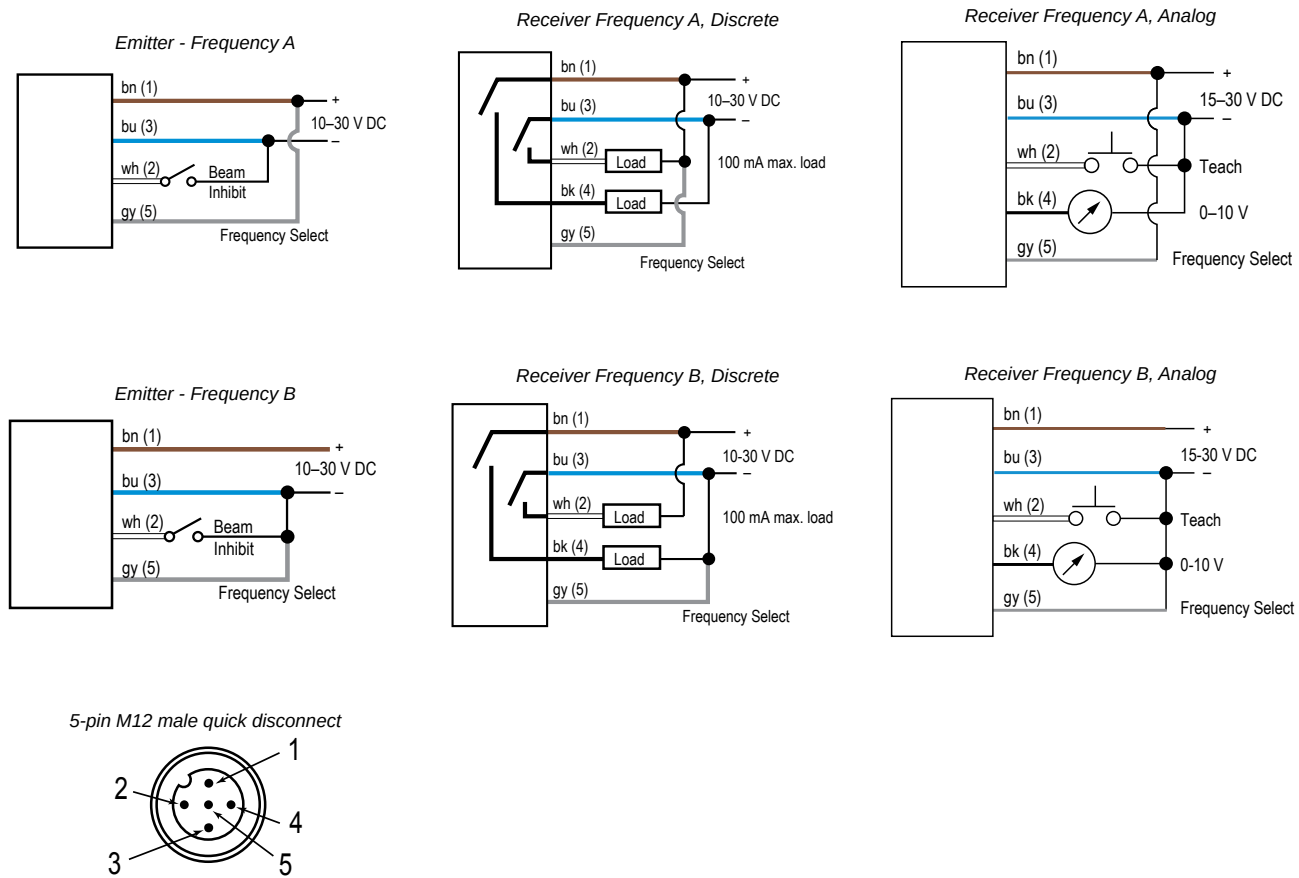 Emitter - Frequency A
bn (1)
+
10–30 V DC
bu (3)
–
wh (2)
Beam
Inhibit
gy (5)
Frequency Select
Receiver Frequency A, Discrete
bn (1)
+
10–30 V DC
bu (3)
–
wh (2)
Load
100 mA max. load
bk (4)
Load
gy (5)
Frequency Select
Receiver Frequency A, Analog
bn (1)
+
15–30 V DC
bu (3)
–
wh (2)
Teach
bk (4)
0–10 V
gy (5)
Frequency Select
Emitter - Frequency B
bn (1)
+
10–30 V DC
bu (3)
–
wh (2)
Beam
Inhibit
gy (5)
Frequency Select
Receiver Frequency B, Discrete
bn (1)
+
10-30 V DC
bu (3)
–
wh (2)
Load
100 mA max. load
bk (4)
Load
gy (5)
Frequency Select
Receiver Frequency B, Analog
bn (1)
+
15-30 V DC
bu (3)
–
wh (2)
Teach
bk (4)
0-10 V
gy (5)
Frequency Select
5-pin M12 male quick disconnect
1
2
4
3
5